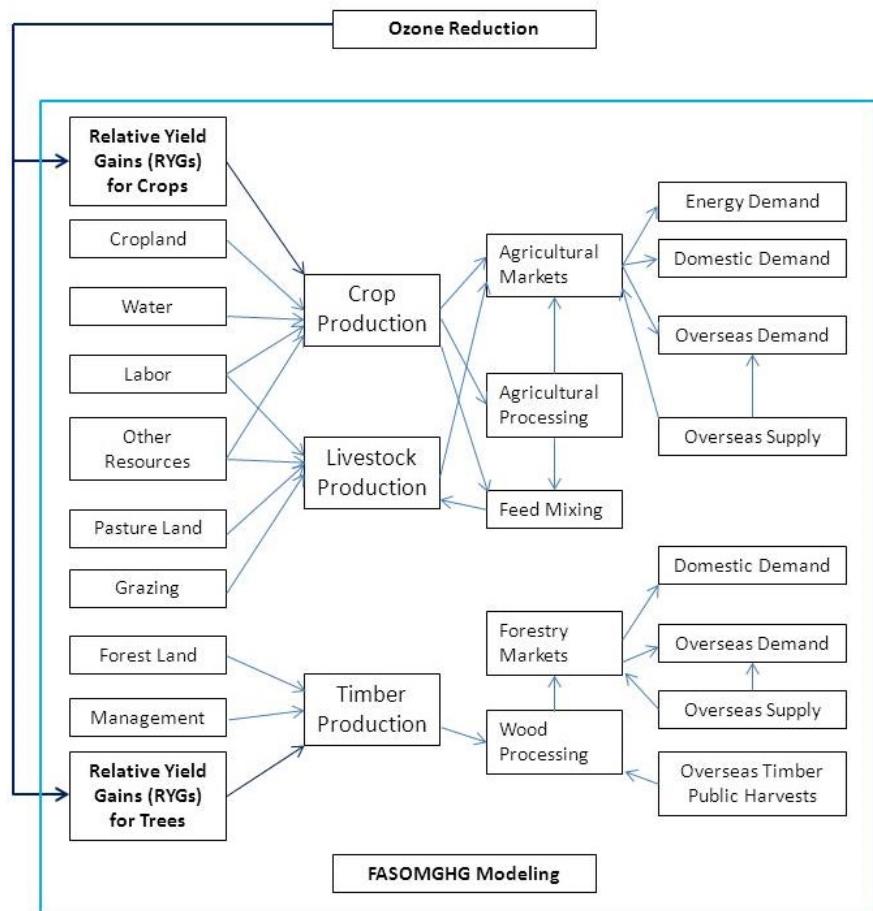 Ozone Reduction
Relative Yield
Gains (RYGs)
for Crops
Cropland
Water
Labor
Other
Resources
Pasture Land
Grazing
Forest Land
Management
Relative Yield
Gains (RYGs)
for Trees
Crop
Production
Livestock
Production
Timber
Production
Agricultural
Markets
Agricultural
Processing
Feed Mixing
Forestry
Markets
Wood
Processing
Energy Demand
Domestic Demand
Overseas Demand
Overseas Supply
Domestic Demand
Overseas Demand
Overseas Supply
Overseas Timber
Public Harvests
FASOMGHG Modeling